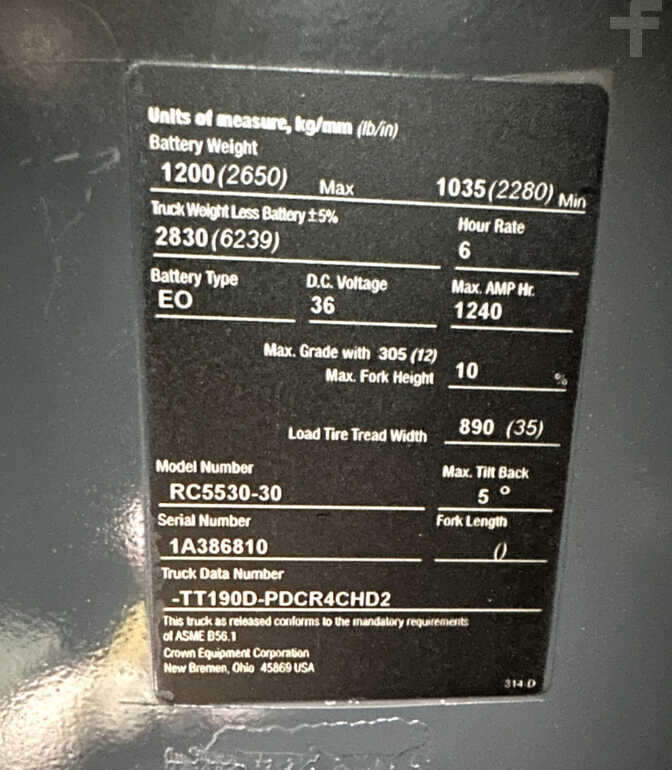 f
Units of measure, kg/mm (lb/in)
Battery Weight
1200 (2650) Max 1035 (2280) Min
Truck Weight Less Battery ±5% Hour Rate
2830 (6239) 6
Battery Type D.C. Voltage Max. AMP Hr.
EO 36 1240
Max. Grade with 305 (12)
Max. Fork Height 10 %
Load Tire Tread Width 890 (35)
Model Number Max. Tilt Back
RC5530-30 5°
Serial Number Fork Length
1A386810 ()
Truck Data Number
-TT190D-PDCR4CHD2
This truck as released conforms to the mandatory requirements
of ASME B56.1
Crown Equipment Corporation
New Bremen, Ohio 45869 USA
314-D